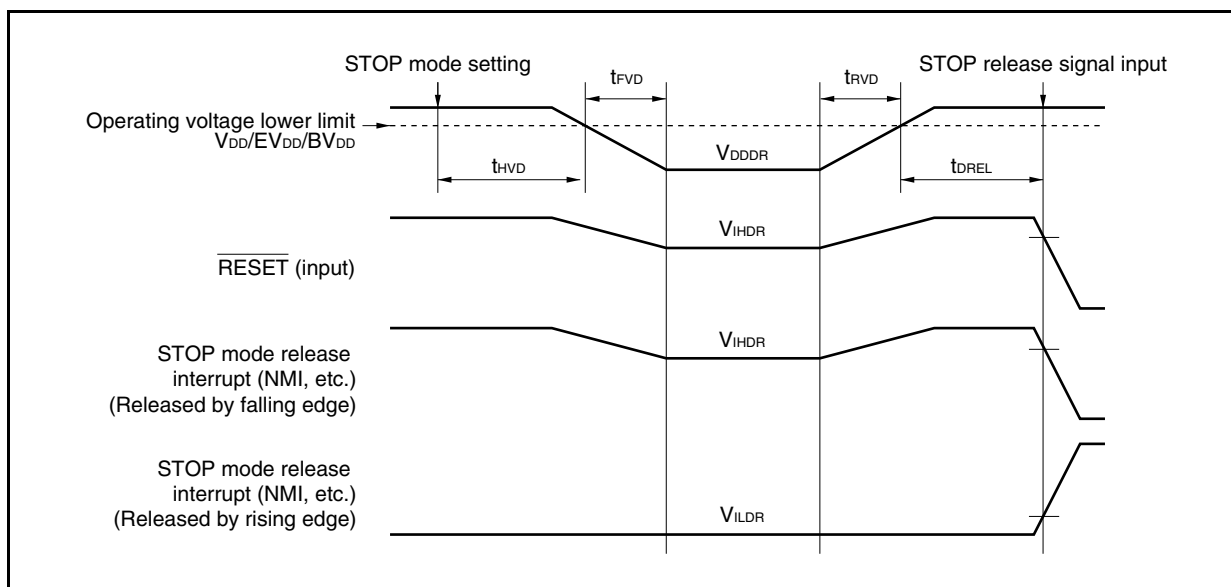 STOP mode setting
tFVD
tRVD
STOP release signal input
Operating voltage lower limit
VDD/EVDD/BVDD
VDDDR
tHVD
tDREL
VIHDR
RESET (input)
VIHDR
STOP mode release
interrupt (NMI, etc.)
(Released by falling edge)
STOP mode release
interrupt (NMI, etc.)
(Released by rising edge)
VILDR